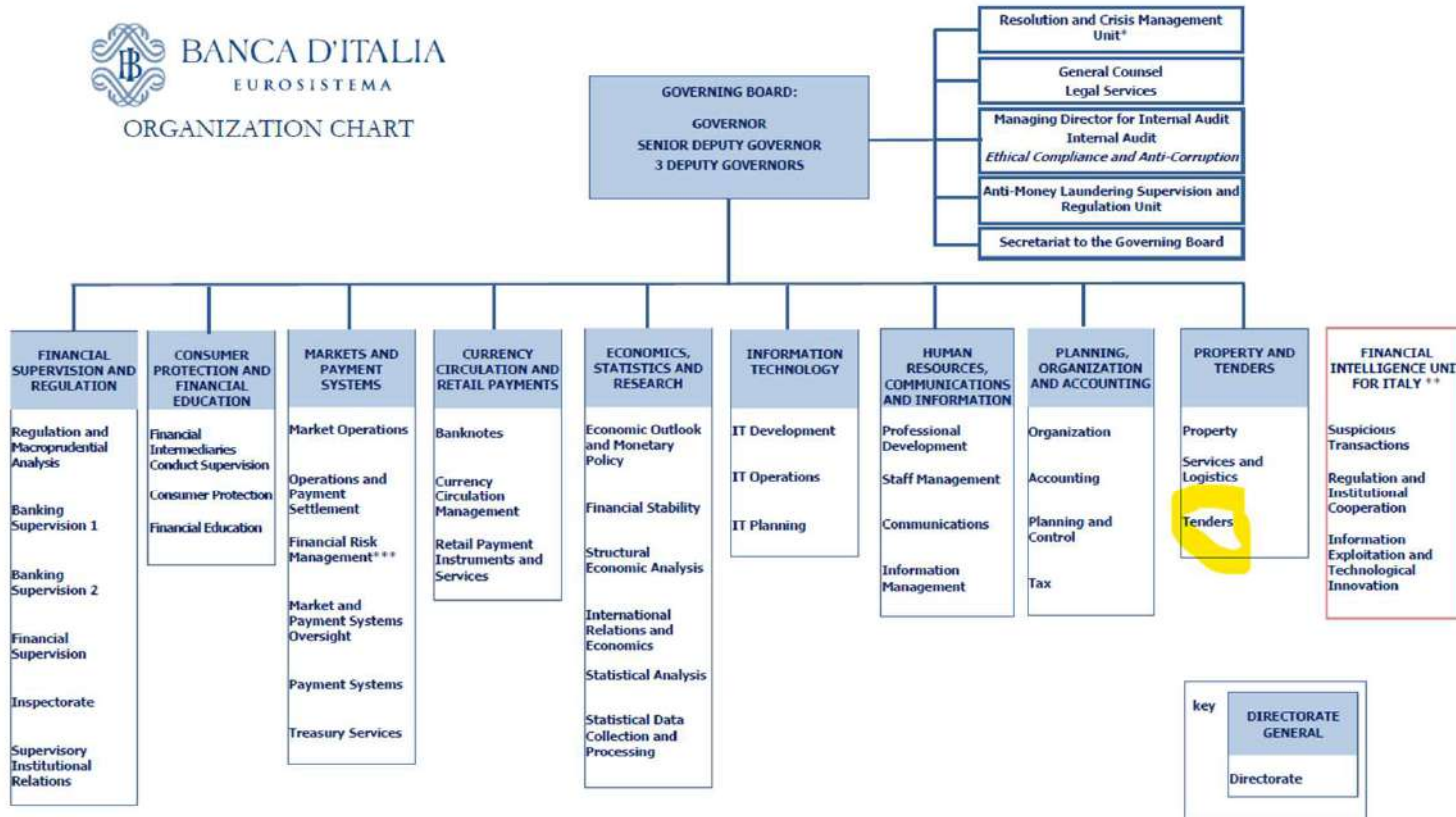 BANCA D'ITALIA
EUROSISTEMA
ORGANIZATION CHART
GOVERNING BOARD:
GOVERNOR
SENIOR DEPUTY GOVERNOR
3 DEPUTY GOVERNORS
Resolution and Crisis Management
Unit*
General Counsel
Legal Services
Managing Director for Internal Audit
Internal Audit
Ethical Compliance and Anti-Corruption
Anti-Money Laundering Supervision and
Regulation Unit
Secretariat to the Governing Board
FINANCIAL
SUPERVISION AND
REGULATION
Regulation and
Macroprudential
Analysis
Banking
Supervision 1
Banking
Supervision 2
Financial
Supervision
Inspectorate
Supervisory
Institutional
Relations
CONSUMER
PROTECTION AND
FINANCIAL
EDUCATION
Financial
Intermediaries
Conduct Supervision
Consumer Protection
Financial Education
MARKETS AND
PAYMENT
SYSTEMS
Market Operations
Operations and
Payment
Settlement
Financial Risk
Management***
Market and
Payment Systems
Oversight
Payment Systems
Treasury Services
CURRENCY
CIRCULATION AND
RETAIL PAYMENTS
Banknotes
Currency
Circulation
Management
Retail Payment
Instruments and
Services
ECONOMICS,
STATISTICS AND
RESEARCH
Economic Outlook
and Monetary
Policy
Financial Stability
Structural
Economic Analysis
International
Relations and
Economics
Statistical Analysis
Statistical Data
Collection and
Processing
INFORMATION
TECHNOLOGY
IT Development
IT Operations
IT Planning
HUMAN
RESOURCES,
COMMUNICATIONS
AND INFORMATION
Professional
Development
Staff Management
Communications
Information
Management
PLANNING,
ORGANIZATION
AND ACCOUNTING
Organization
Accounting
Planning and
Control
Tax
PROPERTY AND
TENDERS
Property
Services and
Logistics
Tenders
FINANCIAL
INTELLIGENCE UNIT
FOR ITALY **
Suspicious
Transactions
Regulation and
Institutional
Cooperation
Information
Exploitation and
Technological
Innovation
key
DIRECTORATE
GENERAL
Directorate